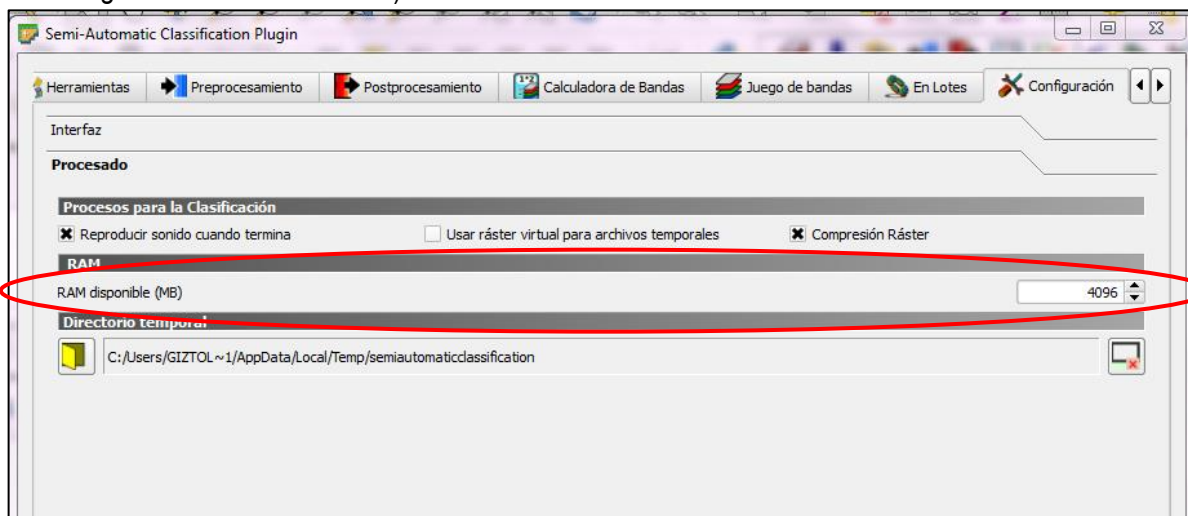 Semi-Automatic Classification Plugin
Herramientas Preprocesamiento Postprocesamiento Calculadora de Bandas Juego de bandas En Lotes Configuración
Interfaz
Procesado
Procesos para la Clasificación
Reproducir sonido cuando termina Usar ráster virtual para archivos temporales Compresión Ráster
RAM
RAM disponible (MB) 4096
Directorio temporal
C:/Users/GIZTOL~1/AppData/Local/Temp/semiautomaticclassification